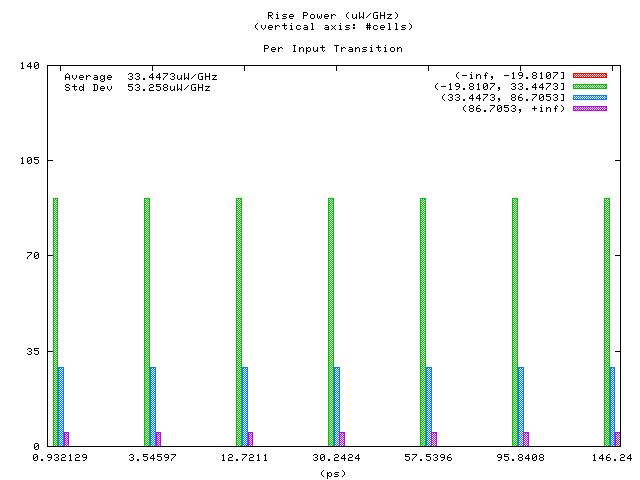 Rise Power (uW/GHz)
(vertical axis: #cells)
Per Input Transition
Average 33.4473uW/GHz
Std Dev 53.258uW/GHz
(-inf, -19.8107]
(-19.8107, 33.4473]
(33.4473, 86.7053]
(86.7053, +inf)
140
105
70
35
0
0.932129 3.54597 12.7211 30.2424 57.5396 95.8408 146.24
(ps)